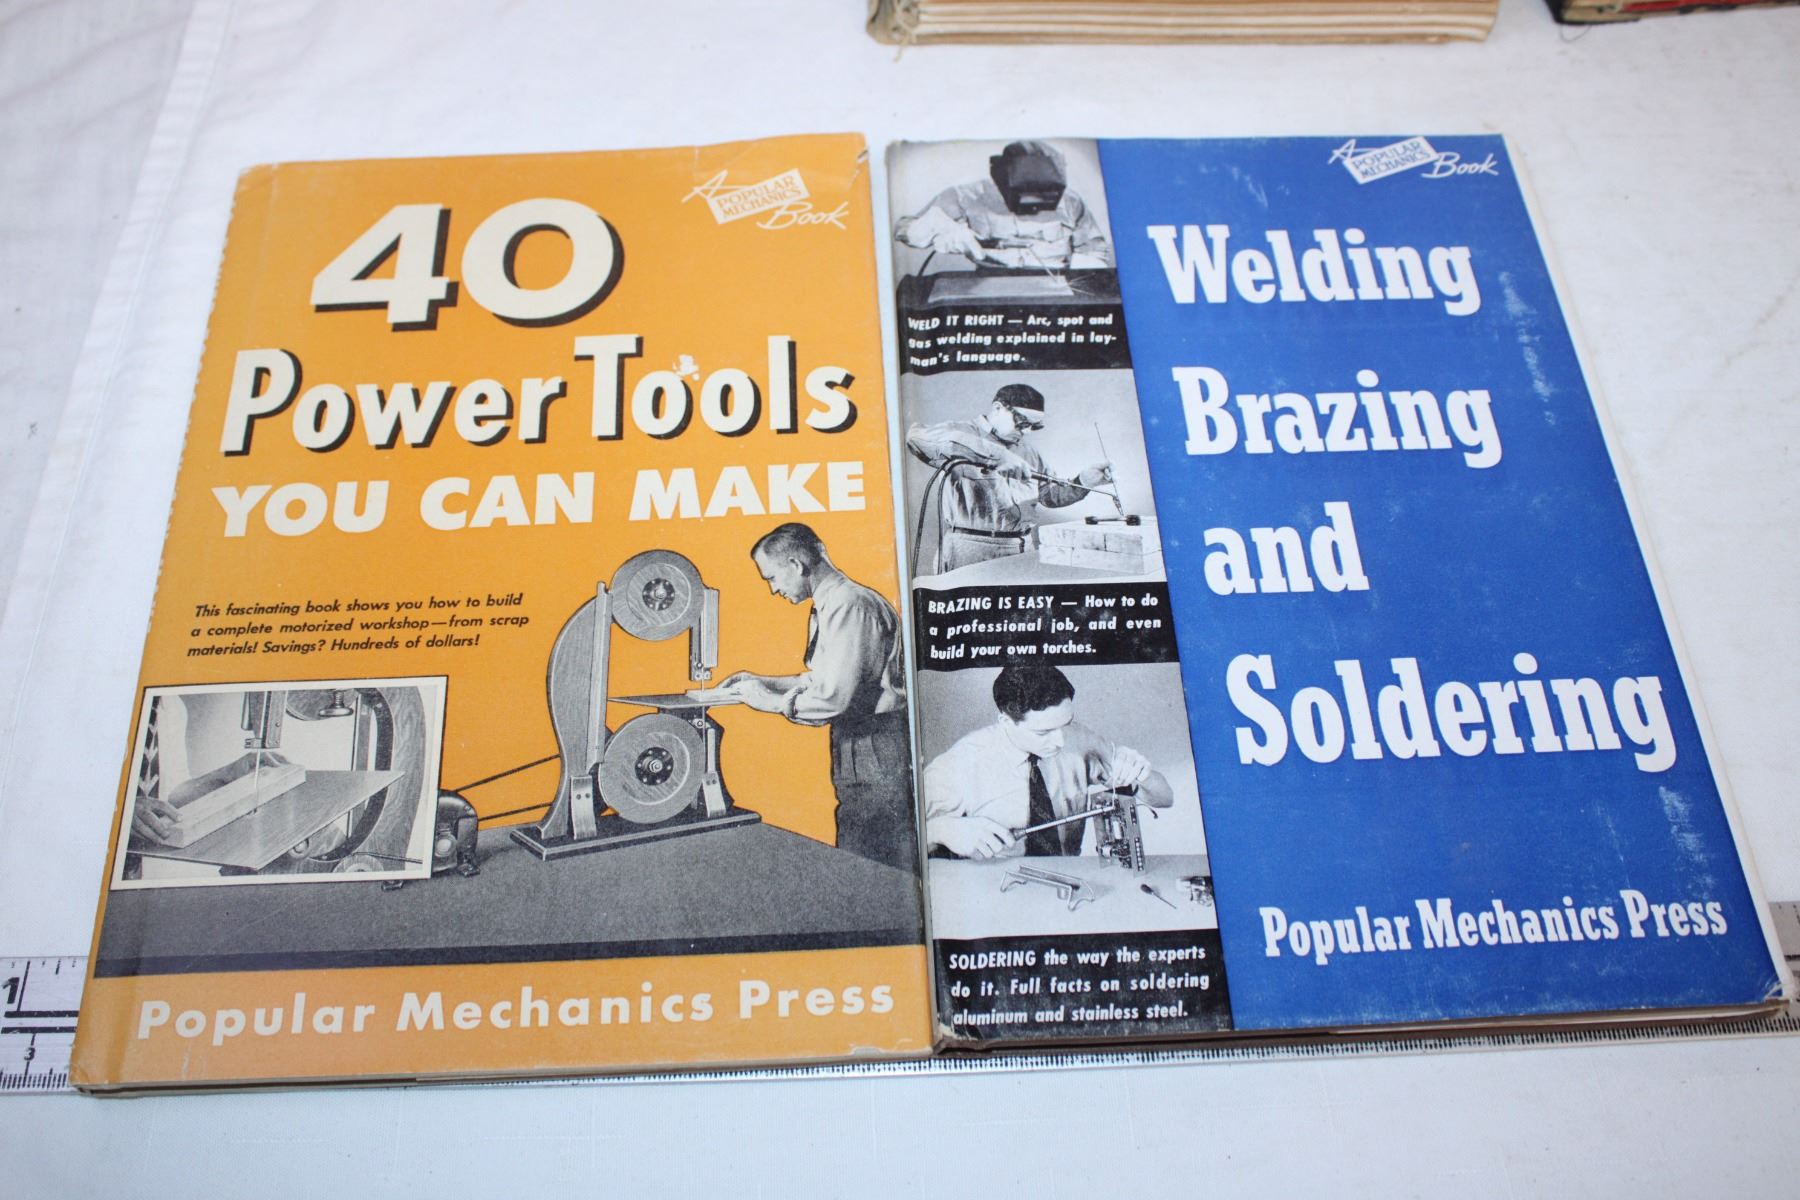 A
POPULAR
MECHANICS
Book
40
Power Tools
YOU CAN MAKE
This fascinating book shows you how to build
a complete motorized workshop—from scrap
materials! Savings? Hundreds of dollars!
Popular Mechanics Press
A
POPULAR
MECHANICS
Book
Welding
Brazing
and
Soldering
Popular Mechanics Press
WELD IT RIGHT — Arc, spot and
gas welding explained in lay-
man's language.
BRAZING IS EASY — How to do
a professional job, and even
build your own torches.
SOLDERING the way the experts
do it. Full facts on soldering
aluminum and stainless steel.
1
3